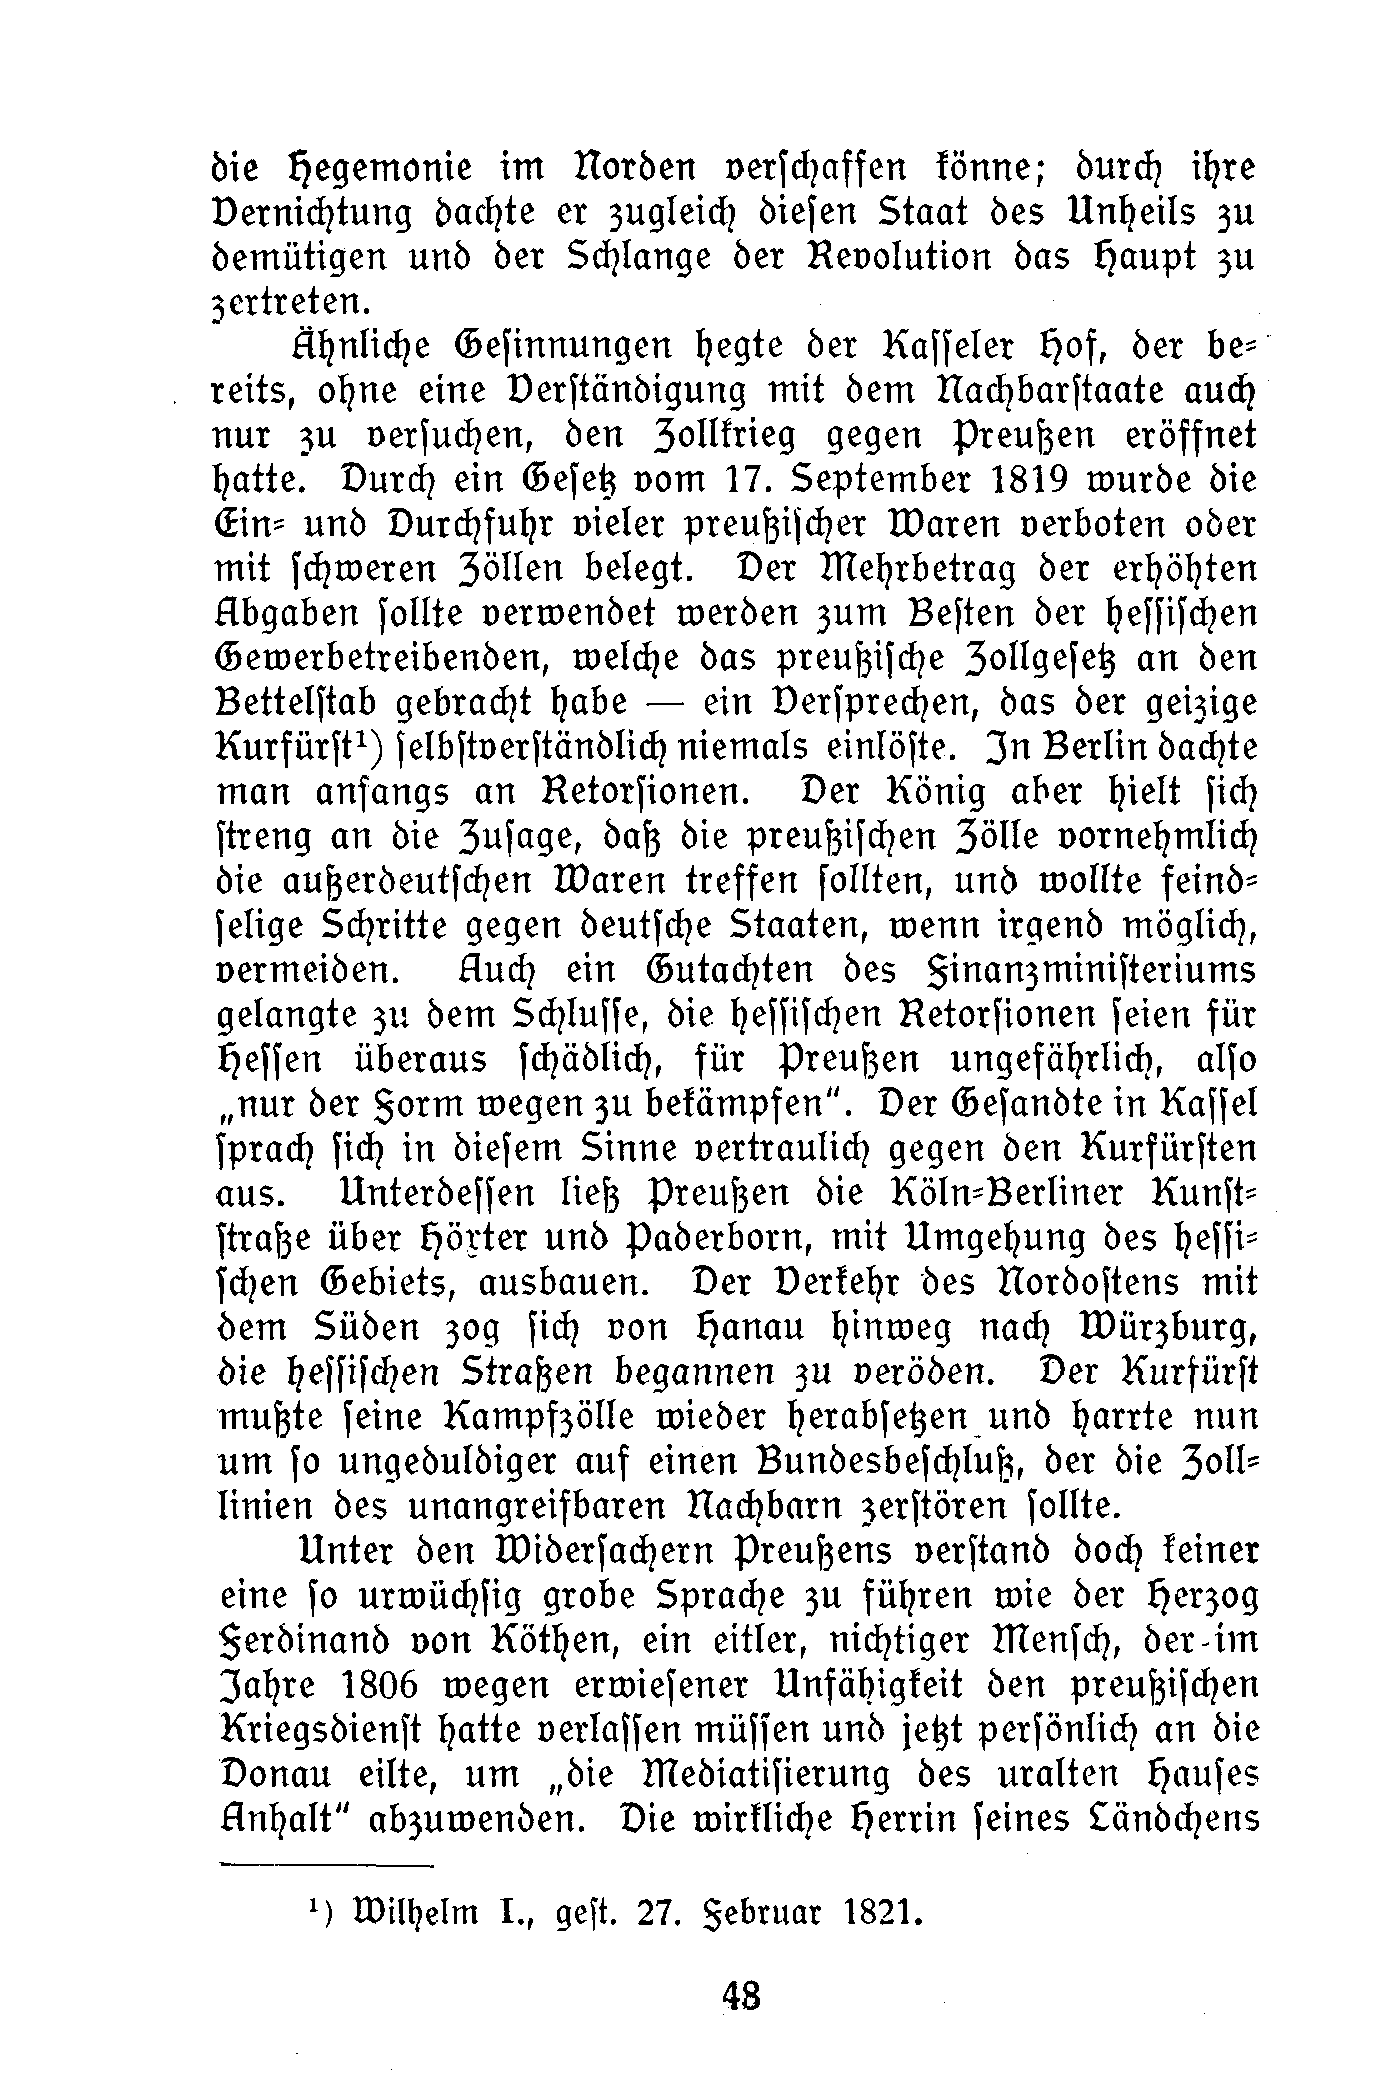 die Hegemonie im Norden verſchaffen könne; durch ihre
Vernichtung dachte er zugleich dieſen Staat des Unheils zu
demütigen und der Schlange der Revolution das Haupt zu
zertreten.
Ähnliche Geſinnungen hegte der Kaſſeler Hof, der be⸗
reits, ohne eine Verſtändigung mit dem Nachbarſtaate auch
nur zu verſuchen, den Zollkrieg gegen Preußen eröffnet
hatte. Durch ein Geſetz vom 17. September 1819 wurde die
Ein⸗ und Durchfuhr vieler preußiſcher Waren verboten oder
mit ſchweren Zöllen belegt. Der Mehrbetrag der erhöhten
Abgaben ſollte verwendet werden zum Beſten der heſſiſchen
Gewerbetreibenden, welche das preußiſche Zollgeſetz an den
Bettelſtab gebracht habe — ein Verſprechen, das der geizige
Kurfürſt¹) ſelbſtverſtändlich niemals einlöſte. In Berlin dachte
man anfangs an Retorſionen. Der König aber hielt ſich
ſtreng an die Zuſage, daß die preußiſchen Zölle vornehmlich
die außerdeutſchen Waren treffen ſollten, und wollte feind⸗
ſelige Schritte gegen deutſche Staaten, wenn irgend möglich,
vermeiden. Auch ein Gutachten des Finanzminiſteriums
gelangte zu dem Schluſſe, die heſſiſchen Retorſionen ſeien für
Heſſen überaus ſchädlich, für Preußen ungefährlich, alſo
„nur der Form wegen zu bekämpfen“. Der Geſandte in Kaſſel
ſprach ſich in dieſem Sinne vertraulich gegen den Kurfürſten
aus. Unterdeſſen ließ Preußen die Köln⸗Berliner Kunſt⸗
ſtraße über Höxter und Paderborn, mit Umgehung des heſſi⸗
ſchen Gebiets, ausbauen. Der Verkehr des Nordoſtens mit
dem Süden zog ſich von Hanau hinweg nach Würzburg,
die heſſiſchen Straßen begannen zu veröden. Der Kurfürſt
mußte ſeine Kampfzölle wieder herabſetzen und harrte nun
um ſo ungeduldiger auf einen Bundesbeſchluß, der die Zoll⸗
linien des unangreifbaren Nachbarn zerſtören ſollte.
Unter den Widerſachern Preußens verſtand doch keiner
eine ſo urwüchſig grobe Sprache zu führen wie der Herzog
Ferdinand von Köthen, ein eitler, nichtiger Menſch, der im
Jahre 1806 wegen erwieſener Unfähigkeit den preußiſchen
Kriegsdienſt hatte verlaſſen müſſen und jetzt perſönlich an die
Donau eilte, um „die Mediatiſierung des uralten Hauſes
Anhalt“ abzuwenden. Die wirkliche Herrin ſeines Ländchens
¹) Wilhelm I., geſt. 27. Februar 1821.
48